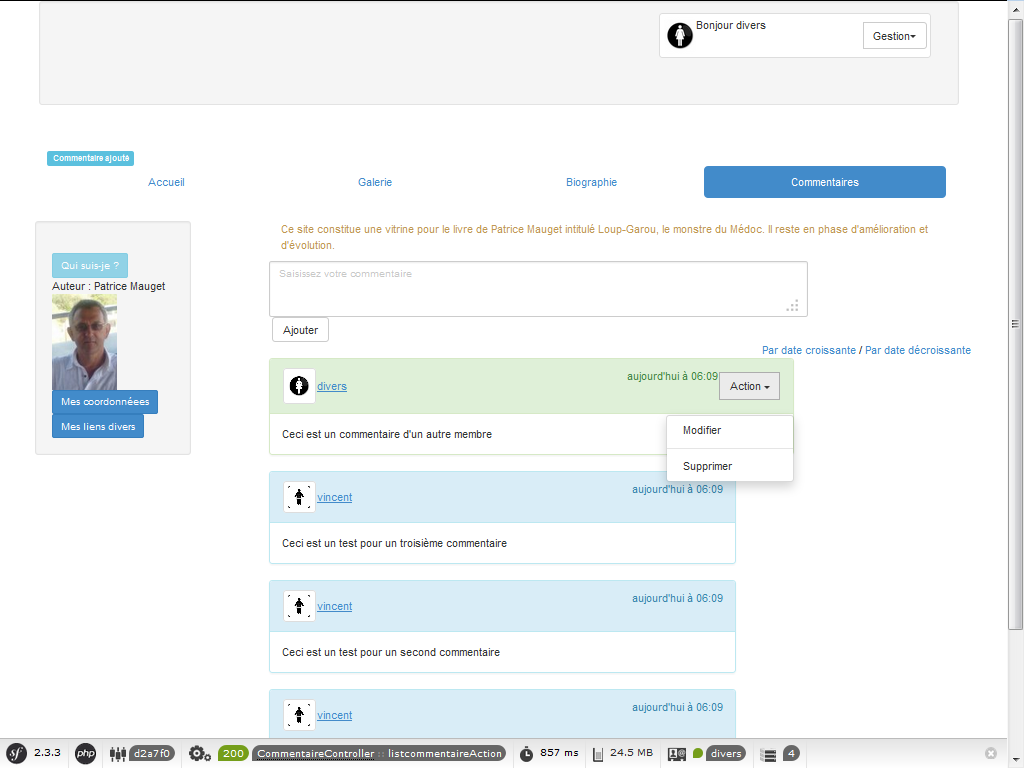 Bonjour divers
Gestion
Commentaire ajouté
Accueil
Galerie
Biographie
Commentaires
Qui suis-je ?
Auteur : Patrice Mauget
Mes coordonnéees
Mes liens divers
Ce site constitue une vitrine pour le livre de Patrice Mauget intitulé Loup-Garou, le monstre du Médoc. Il reste en phase d'amélioration et
d'évolution.
Saisissez votre commentaire
Ajouter
Par date croissante / Par date décroissante
divers
aujourd'hui à 06:09
Action
Modifier
Supprimer
Ceci est un commentaire d'un autre membre
vincent
aujourd'hui à 06:09
Ceci est un test pour un troisième commentaire
vincent
aujourd'hui à 06:09
Ceci est un test pour un second commentaire
vincent
aujourd'hui à 06:09
sf 2.3.3 php d2a7f0 200 CommentaireController :: listcommentaireAction 857 ms 24.5 MB divers 4